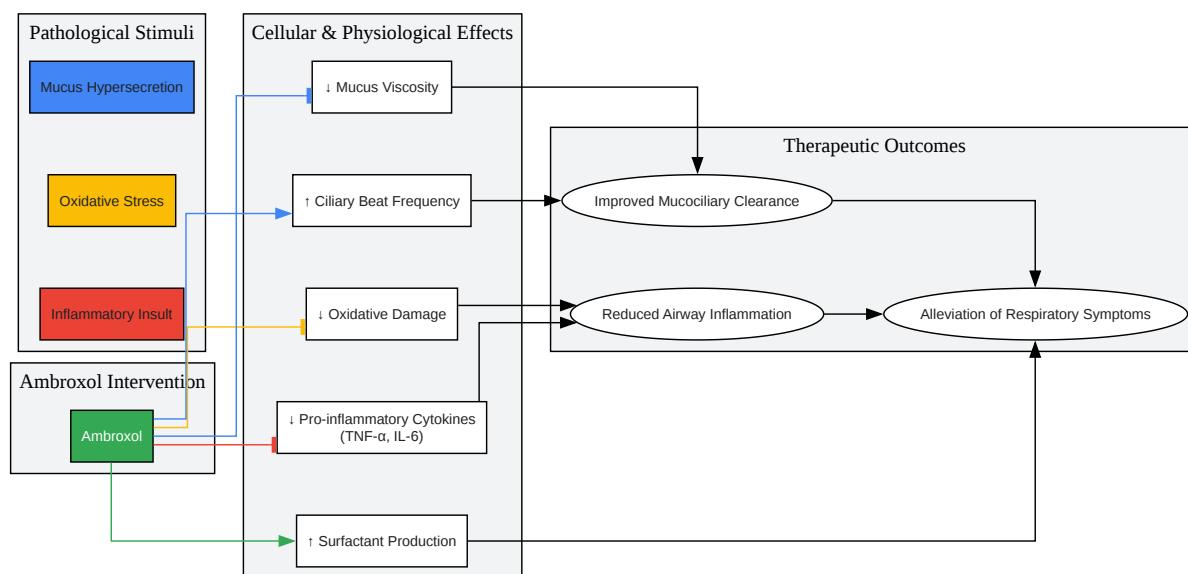 Pathological Stimuli
Mucus Hypersecretion
Oxidative Stress
Inflammatory Insult
Ambroxol Intervention
Ambroxol
Cellular & Physiological Effects
↓ Mucus Viscosity
↑ Ciliary Beat Frequency
↓ Oxidative Damage
↓ Pro-inflammatory Cytokines
(TNF-α, IL-6)
↑ Surfactant Production
Therapeutic Outcomes
Improved Mucociliary Clearance
Reduced Airway Inflammation
Alleviation of Respiratory Symptoms